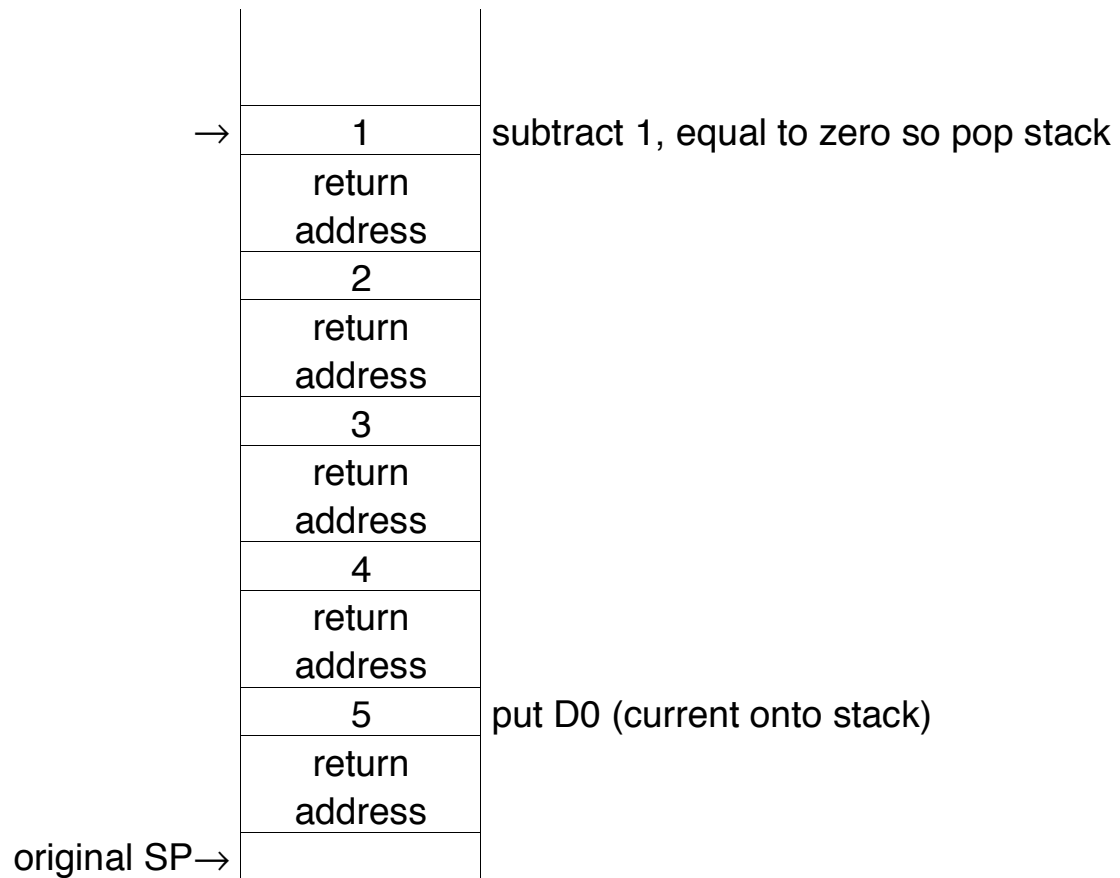 → 1 subtract 1, equal to zero so pop stack
return
address
2
return
address
3
return
address
4
return
address
5 put D0 (current onto stack)
return
address
original SP→